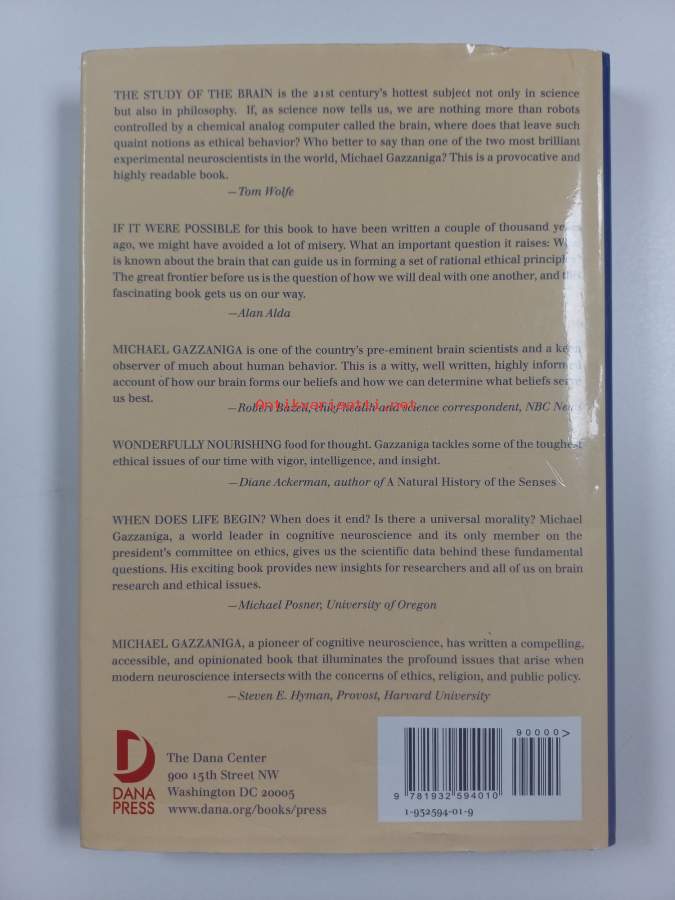 THE STUDY OF THE BRAIN is the 21st century's hottest subject not only in science
but also in philosophy. If, as science now tells us, we are nothing more than robots
controlled by a chemical analog computer called the brain, where does that leave such
quaint notions as ethical behavior? Who better to say than one of the two most brilliant
experimental neuroscientists in the world, Michael Gazzaniga? This is a provocative and
highly readable book.
—Tom Wolfe
IF IT WERE POSSIBLE for this book to have been written a couple of thousand years
ago, we might have avoided a lot of misery. What an important question it raises:
is known about the brain that can guide us in forming a set of rational ethical principles?
The great frontier before us is the question of how we will deal with one another, and
fascinating book gets us on our way.
—Alan Alda
MICHAEL GAZZANIGA is one of the country's pre-eminent brain scientists and a keen
observer of much about human behavior. This is a witty, well written, highly informed
account of how our brain forms our beliefs and how we can determine what beliefs serve
us best.
Antikvariaatti.net
—Robert Bazell, chief health and science correspondent, NBC News
WONDERFULLY NOURISHING food for thought. Gazzaniga tackles some of the toughest
ethical issues of our time with vigor, intelligence, and insight.
—Diane Ackerman, author of A Natural History of the Senses
WHEN DOES LIFE BEGIN? When does it end? Is there a universal morality? Michael
Gazzaniga, a world leader in cognitive neuroscience and its only member on the
president's committee on ethics, gives us the scientific data behind these fundamental
questions. His exciting book provides new insights for researchers and all of us on brain
research and ethical issues.
—Michael Posner, University of Oregon
MICHAEL GAZZANIGA, a pioneer of cognitive neuroscience, has written a compelling,
accessible, and opinionated book that illuminates the profound issues that arise when
modern neuroscience intersects with the concerns of ethics, religion, and public policy.
—Steven E. Hyman, Provost, Harvard University
DANA
PRESS
The Dana Center
900 15th Street NW
Washington DC 20005
www.dana.org/books/press
90000>
9 781932 594010
1-932594-01-9